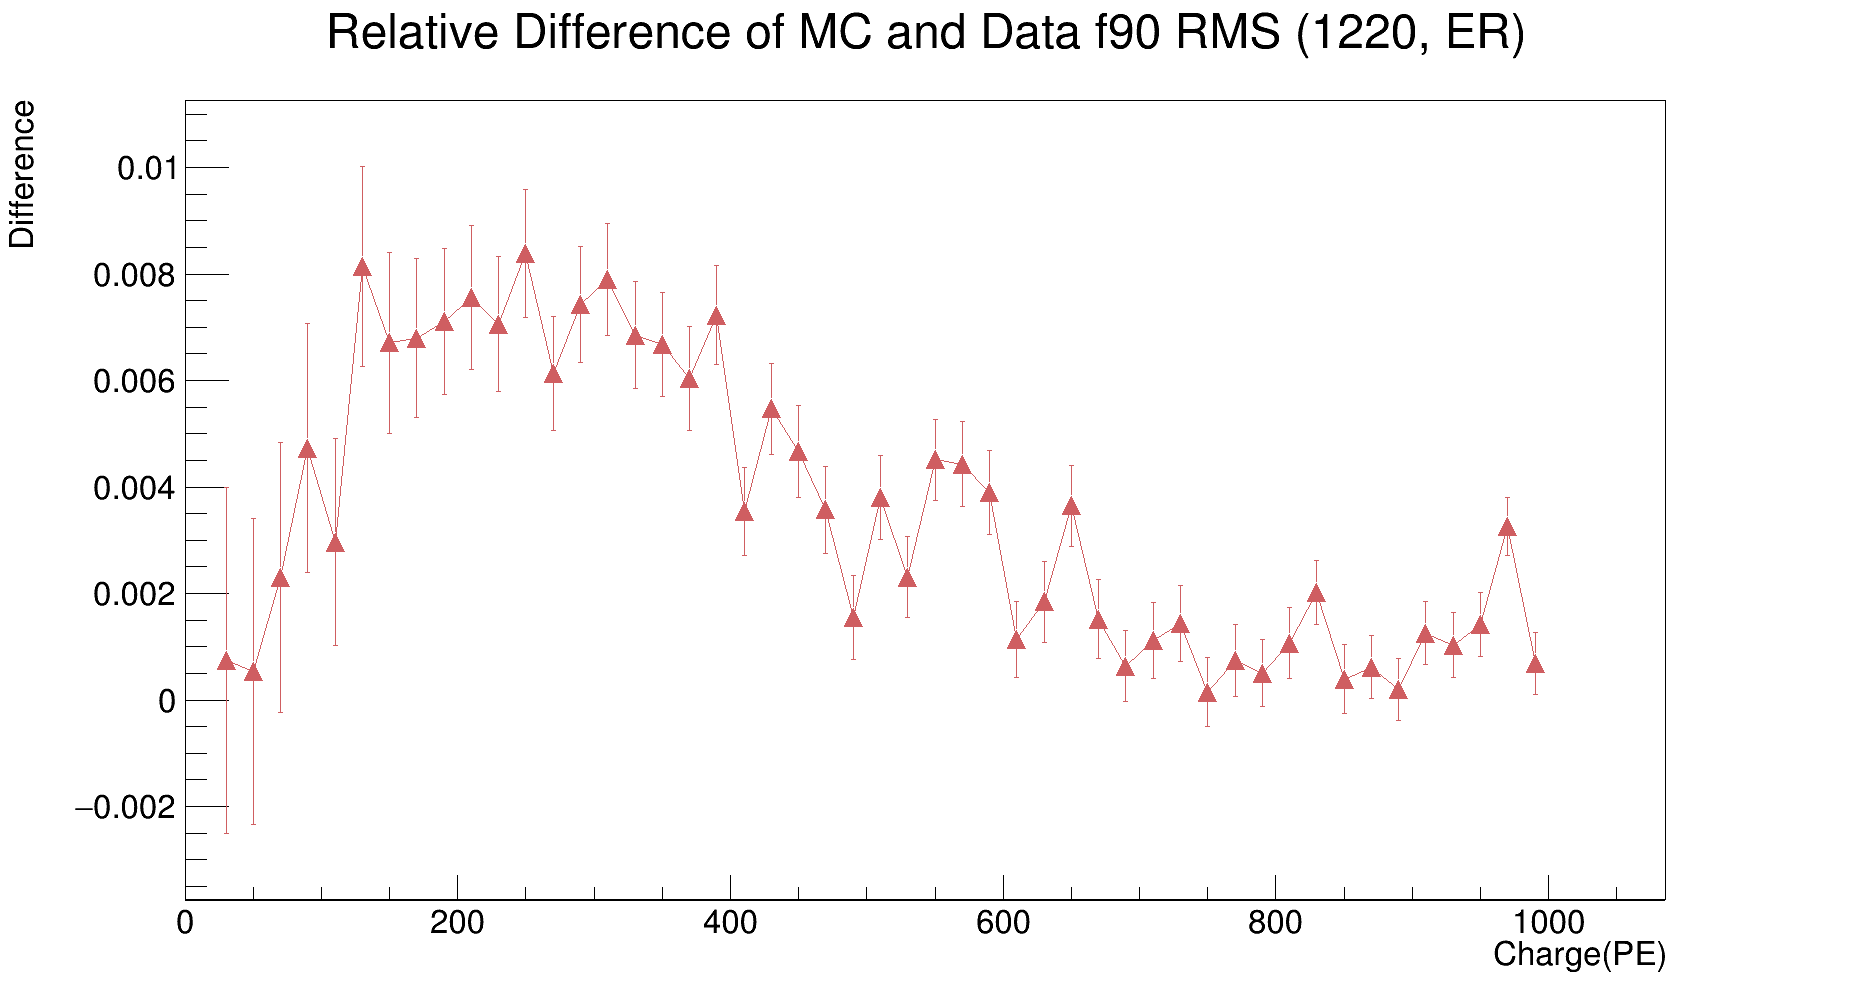 Relative Difference of MC and Data f90 RMS (1220, ER)
Difference
0.01
0.008
0.006
0.004
0.002
0
−0.002
0 200 400 600 800 1000
Charge(PE)